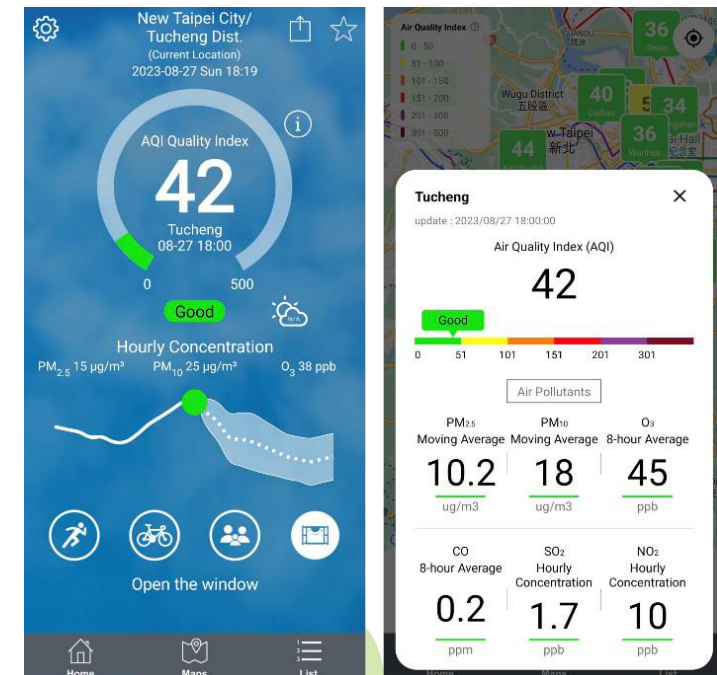 New Taipei City/
Tucheng Dist.
(Current Location)
2023-08-27 Sun 18:19
AQI Quality Index
42
Tucheng
08-27 18:00
0 500
Good
N/A
Hourly Concentration
PM2.5 15 μg/m³ PM10 25 μg/m³ O3 38 ppb
Open the window
Home Maps List
Air Quality Index
0 - 50
51 - 100
101 - 150
151 - 200
201 - 300
301 - 500
GUANDU
36
Shilin
Wugu District
五股區
40
5
34
36
Wanhua
44
新北
Tucheng
update : 2023/08/27 18:00:00
Air Quality Index (AQI)
42
Good
0 51 101 151 201 301
Air Pollutants
PM2.5 PM10 O3
Moving Average Moving Average 8-hour Average
10.2 18 45
ug/m3 ug/m3 ppb
CO SO2 NO2
8-hour Average Hourly Hourly
Concentration Concentration
0.2 1.7 10
ppm ppb ppb
Home Maps List